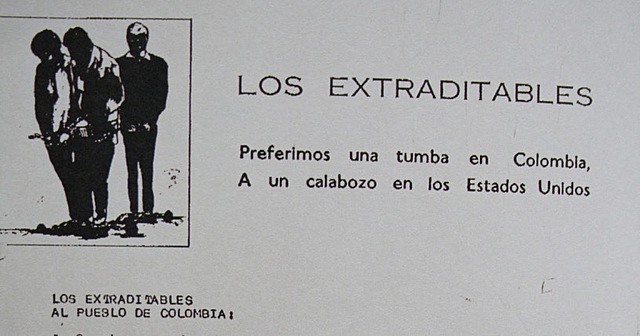 LOS EXTRADITABLES
Preferimos una tumba en Colombia,
A un calabozo en los Estados Unidos
LOS EXTRADITABLES
AL PUEBLO DE COLOMBIA: